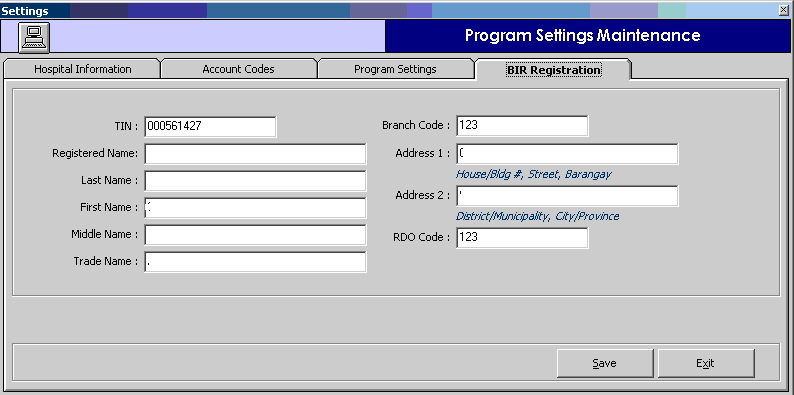 Settings
Program Settings Maintenance
Hospital Information Account Codes Program Settings BIR Registration
TIN : 000561427
Branch Code : 123
Registered Name:
Address 1 :
House/Bldg #, Street, Barangay
Last Name :
Address 2 :
First Name :
District/Municipality, City/Province
Middle Name :
RDO Code : 123
Trade Name : .
Save Exit